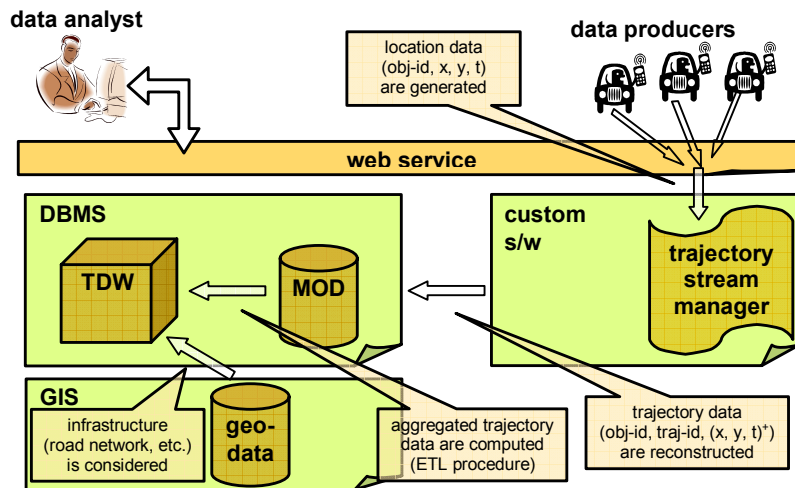 data analyst
location data
(obj-id, x, y, t)
are generated
data producers
web service
DBMS
TDW
MOD
custom
s/w
trajectory
stream
manager
GIS
infrastructure
(road network, etc.)
is considered
geo-
data
aggregated trajectory
data are computed
(ETL procedure)
trajectory data
(obj-id, traj-id, (x, y, t)⁺)
are reconstructed